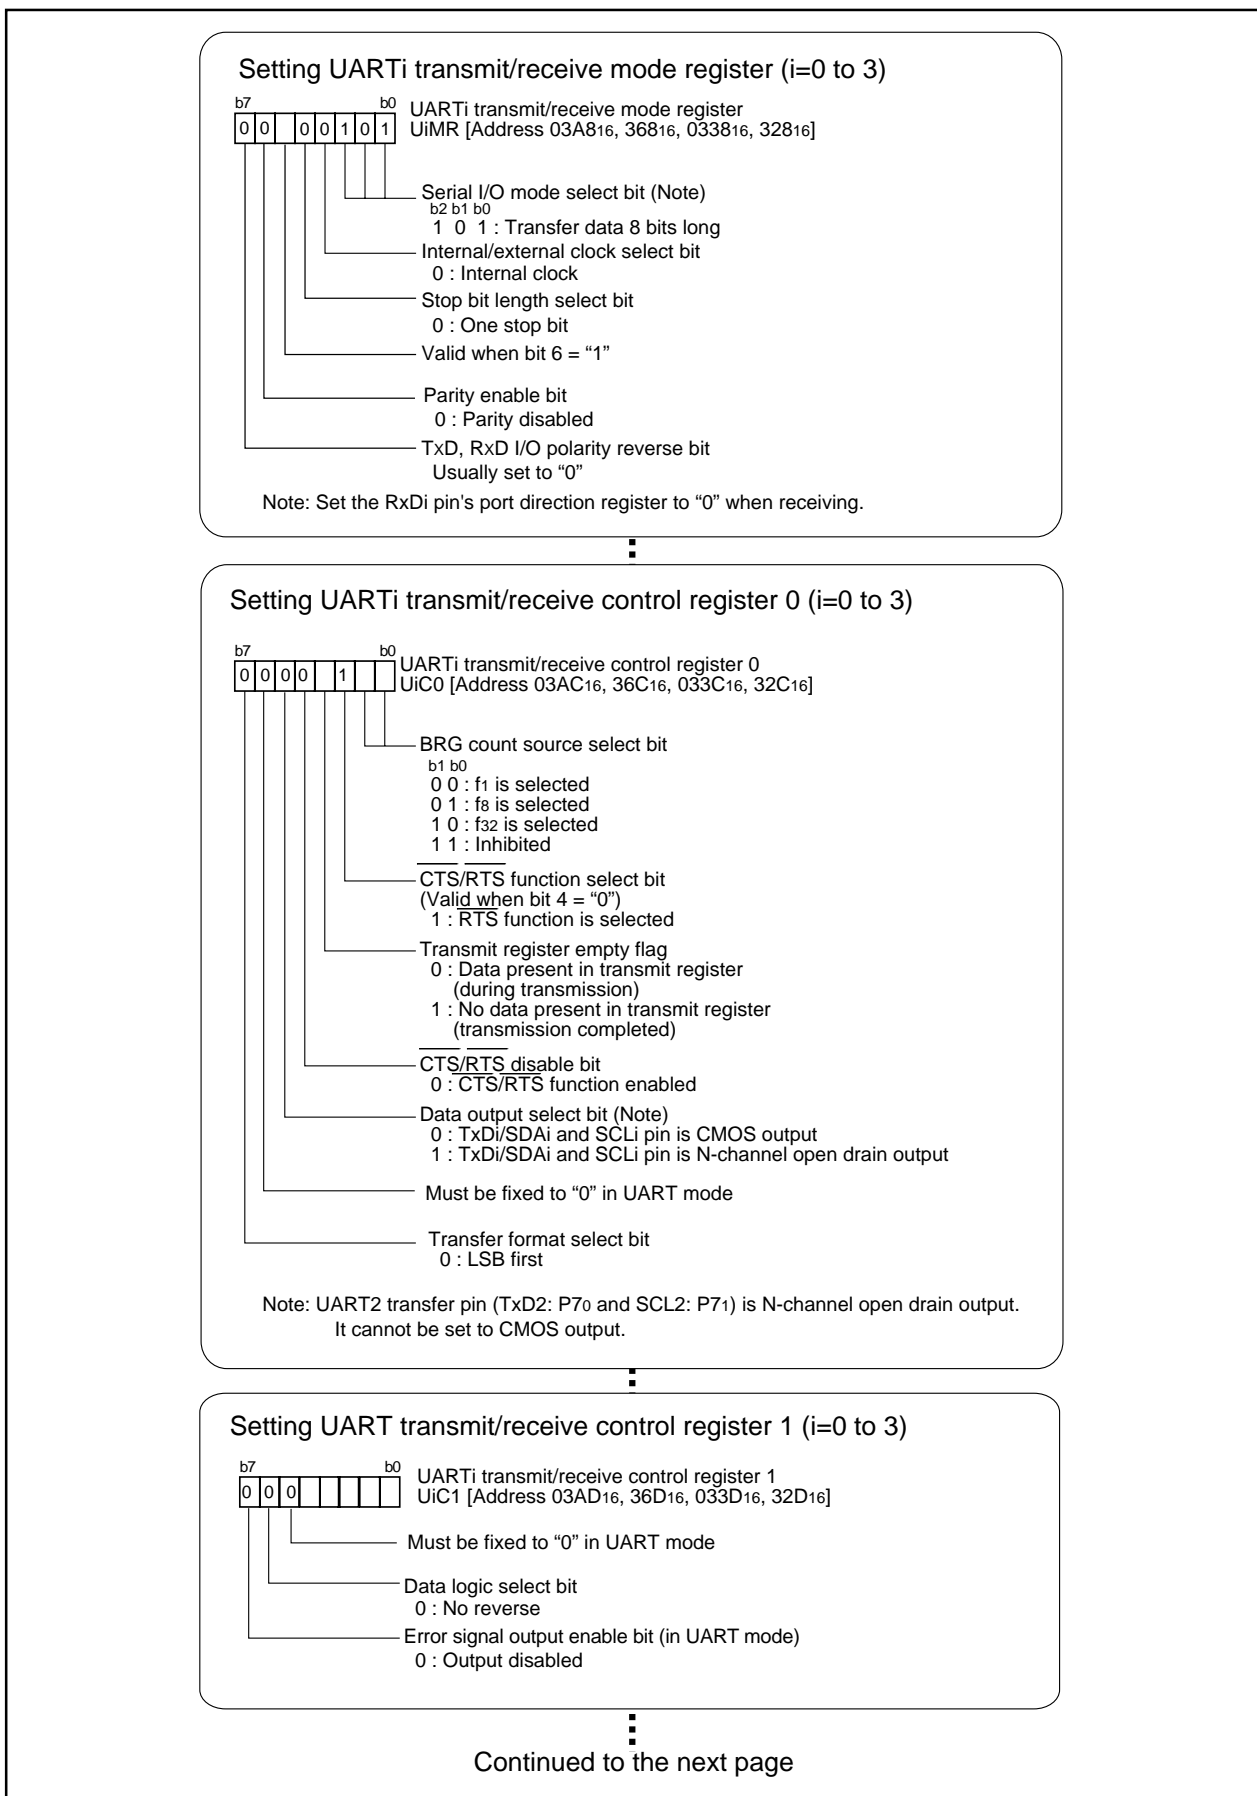 Setting UARTi transmit/receive mode register (i=0 to 3)
b7 b0
0 0 0 0 1 0 1
UARTi transmit/receive mode register
UiMR [Address 03A816, 36816, 033816, 32816]
Serial I/O mode select bit (Note)
b2 b1 b0
1 0 1 : Transfer data 8 bits long
Internal/external clock select bit
0 : Internal clock
Stop bit length select bit
0 : One stop bit
Valid when bit 6 = “1”
Parity enable bit
0 : Parity disabled
TxD, RxD I/O polarity reverse bit
Usually set to “0”
Note: Set the RxDi pin's port direction register to “0” when receiving.
Setting UARTi transmit/receive control register 0 (i=0 to 3)
b7 b0
0 0 0 0 1
UARTi transmit/receive control register 0
UiC0 [Address 03AC16, 36C16, 033C16, 32C16]
BRG count source select bit
b1 b0
0 0 : f1 is selected
0 1 : f8 is selected
1 0 : f32 is selected
1 1 : Inhibited
CTS/RTS function select bit
(Valid when bit 4 = “0”)
1 : RTS function is selected
Transmit register empty flag
0 : Data present in transmit register
(during transmission)
1 : No data present in transmit register
(transmission completed)
CTS/RTS disable bit
0 : CTS/RTS function enabled
Data output select bit (Note)
0 : TxDi/SDAi and SCLi pin is CMOS output
1 : TxDi/SDAi and SCLi pin is N-channel open drain output
Must be fixed to “0” in UART mode
Transfer format select bit
0 : LSB first
Note: UART2 transfer pin (TxD2: P70 and SCL2: P71) is N-channel open drain output.
It cannot be set to CMOS output.
Setting UART transmit/receive control register 1 (i=0 to 3)
b7 b0
0 0 0
UARTi transmit/receive control register 1
UiC1 [Address 03AD16, 36D16, 033D16, 32D16]
Must be fixed to “0” in UART mode
Data logic select bit
0 : No reverse
Error signal output enable bit (in UART mode)
0 : Output disabled
Continued to the next page